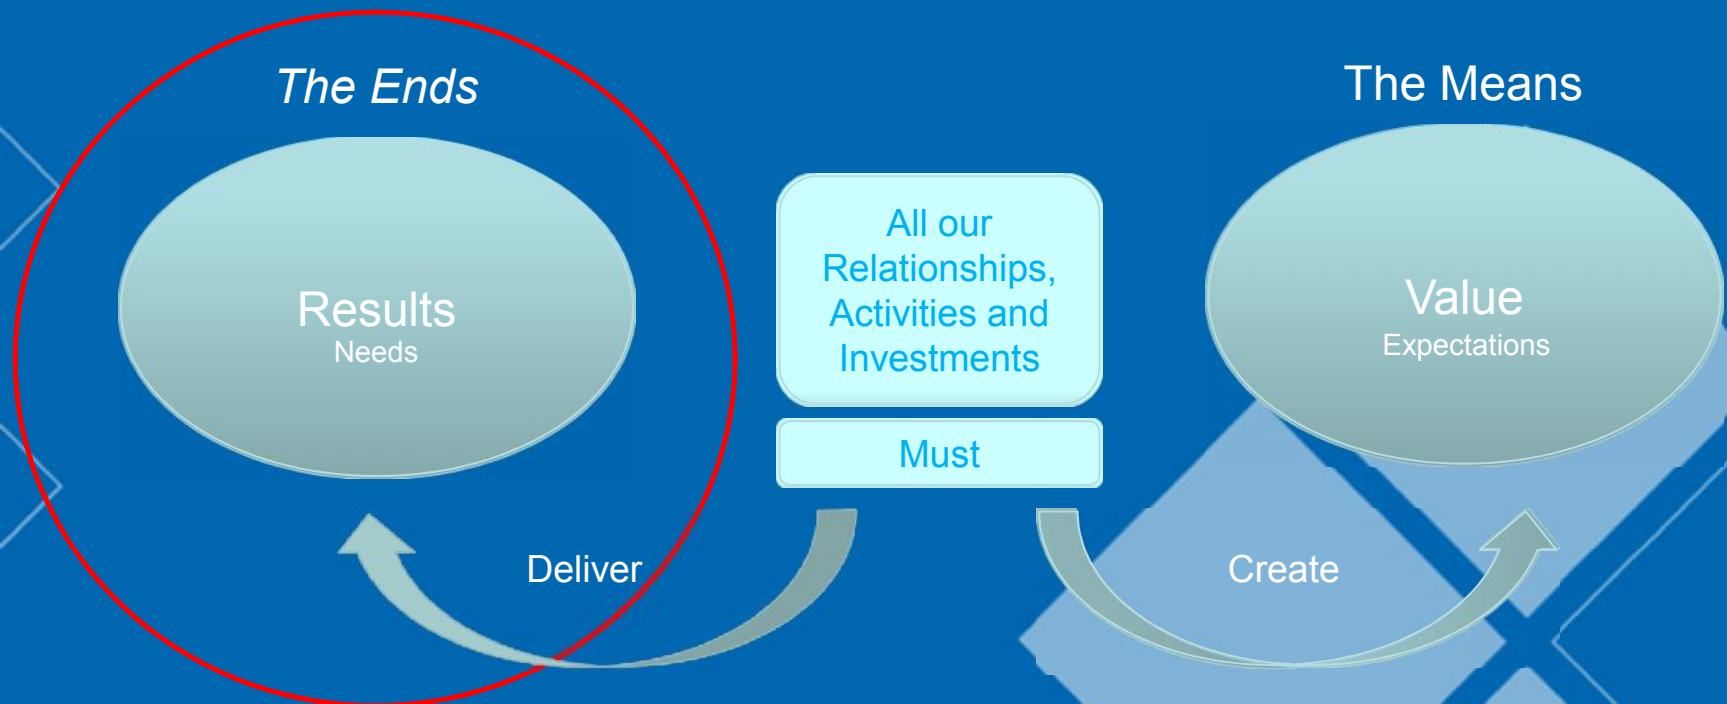 The Ends
The Means
Results
Needs
All our
Relationships,
Activities and
Investments
Must
Value
Expectations
Deliver
Create